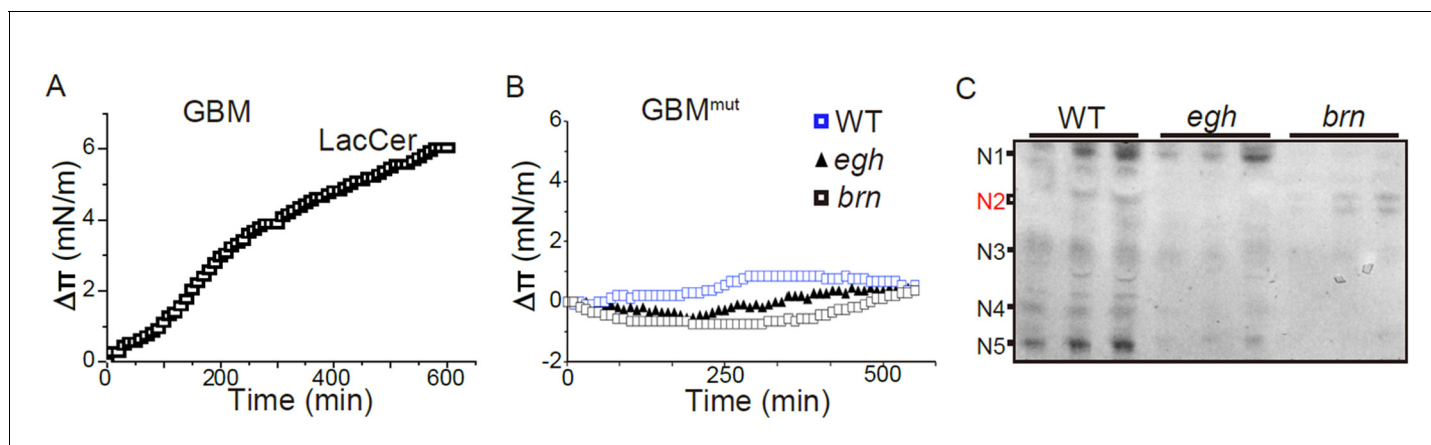 A
GBM
LacCer
Δπ (mN/m)
6
4
2
0
0
200
400
600
Time (min)
B
GBMmut
WT
egh
brn
Δπ (mN/m)
6
4
2
0
-2
0
250
500
Time (min)
C
WT
egh
brn
N1
N2
N3
N4
N5